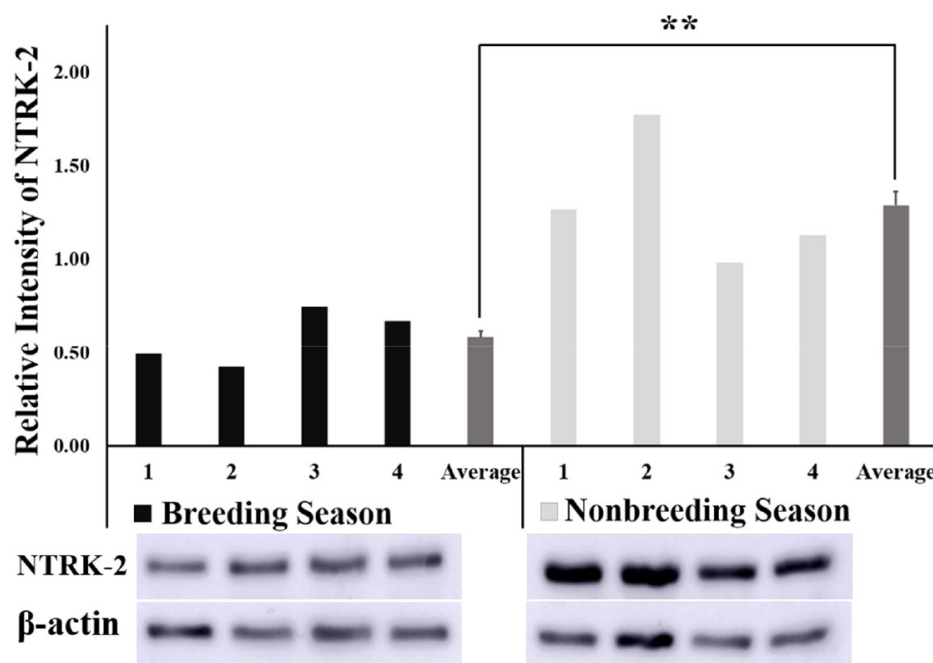 **
Relative Intensity of NTRK-2
2.00
1.50
1.00
0.50
0.00
1 2 3 4 Average 1 2 3 4 Average
Breeding Season Nonbreeding Season
NTRK-2
β-actin